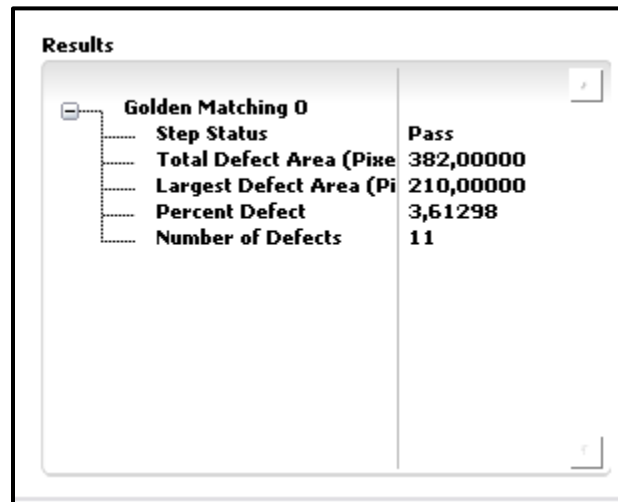 Results
Golden Matching 0
Step Status Pass
Total Defect Area (Pixe 382,00000
Largest Defect Area (Pi 210,00000
Percent Defect 3,61298
Number of Defects 11